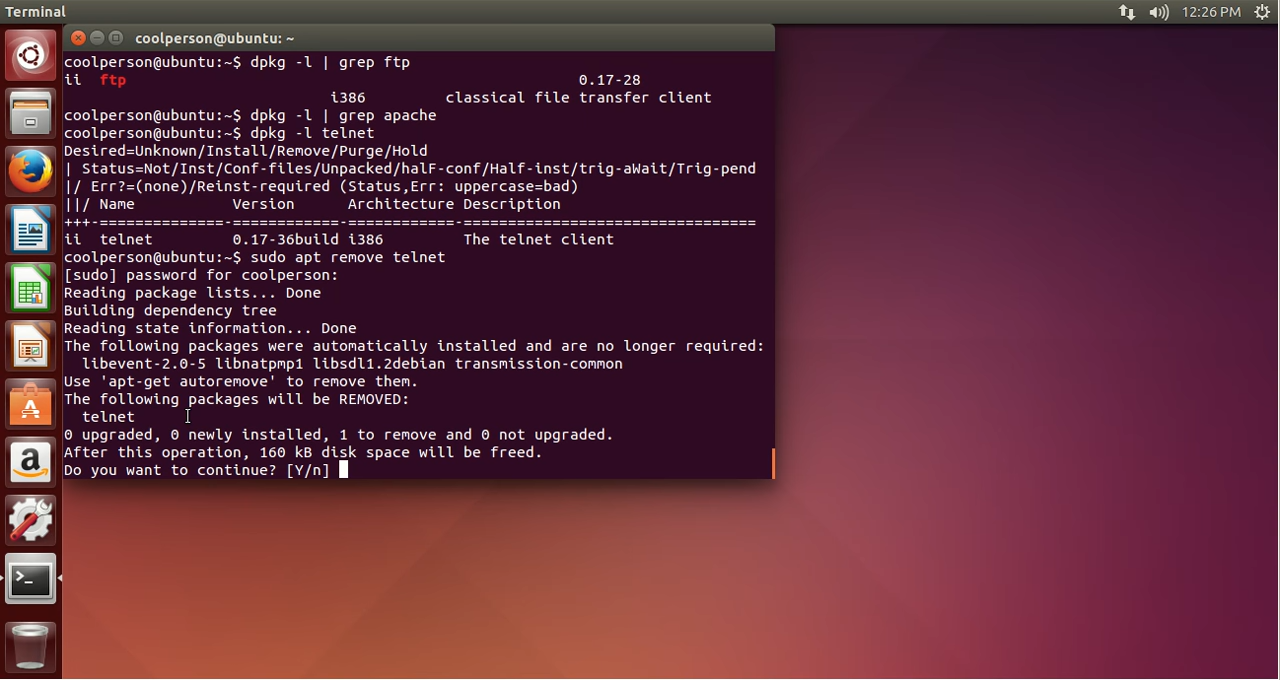 Terminal
12:26 PM
coolperson@ubuntu: ~
coolperson@ubuntu:~$ dpkg -l | grep ftp
ii  ftp                                                   0.17-28
                              i386         classical file transfer client
coolperson@ubuntu:~$ dpkg -l | grep apache
coolperson@ubuntu:~$ dpkg -l telnet
Desired=Unknown/Install/Remove/Purge/Hold
| Status=Not/Inst/Conf-files/Unpacked/halF-conf/Half-inst/trig-aWait/Trig-pend
|/ Err?=(none)/Reinst-required (Status,Err: uppercase=bad)
||/ Name           Version      Architecture Description
+++-==============-============-============-=================================
ii  telnet         0.17-36build i386         The telnet client
coolperson@ubuntu:~$ sudo apt remove telnet
[sudo] password for coolperson:
Reading package lists... Done
Building dependency tree
Reading state information... Done
The following packages were automatically installed and are no longer required:
  libevent-2.0-5 libnatpmp1 libsdl1.2debian transmission-common
Use 'apt-get autoremove' to remove them.
The following packages will be REMOVED:
  telnet
0 upgraded, 0 newly installed, 1 to remove and 0 not upgraded.
After this operation, 160 kB disk space will be freed.
Do you want to continue? [Y/n]